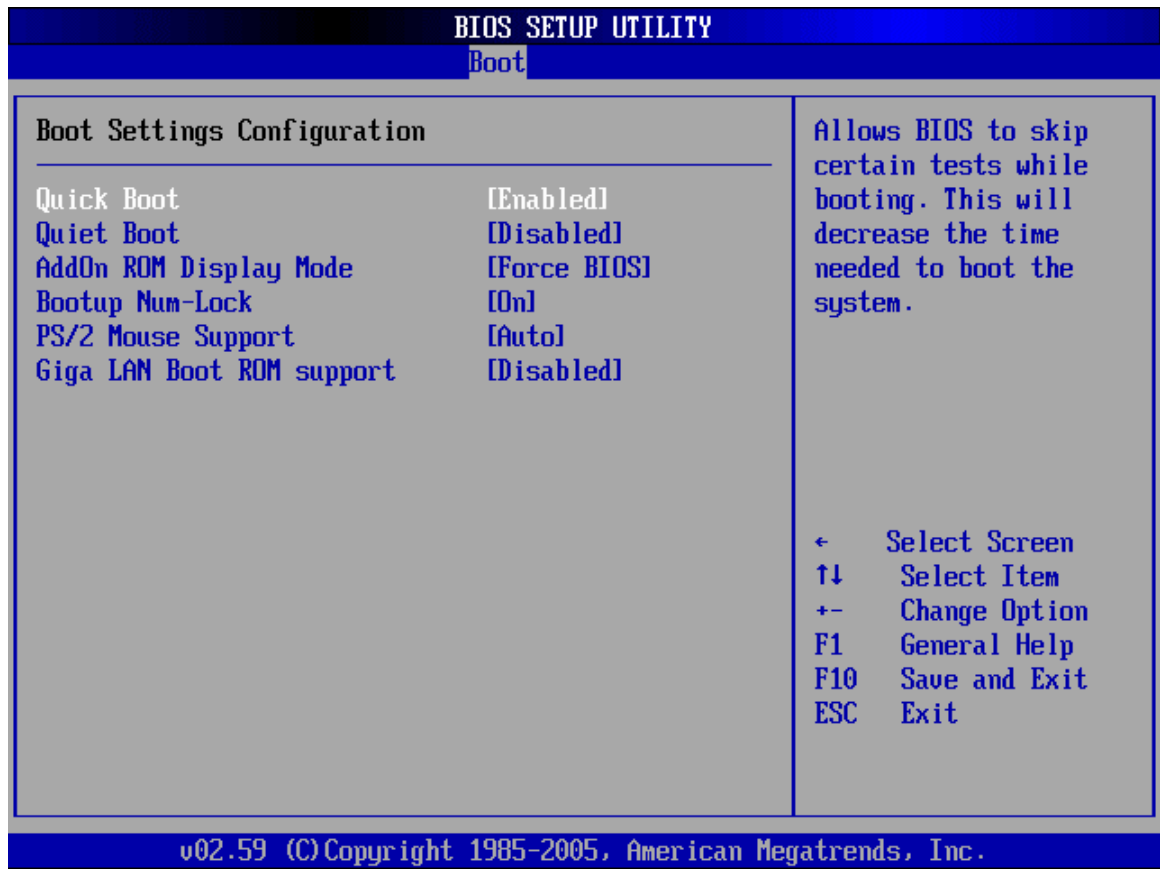 BIOS SETUP UTILITY
Boot
Boot Settings Configuration
Quick Boot [Enabled]
Quiet Boot [Disabled]
AddOn ROM Display Mode [Force BIOS]
Bootup Num-Lock [On]
PS/2 Mouse Support [Auto]
Giga LAN Boot ROM support [Disabled]
Allows BIOS to skip
certain tests while
booting. This will
decrease the time
needed to boot the
system.
← Select Screen
↑↓ Select Item
+- Change Option
F1 General Help
F10 Save and Exit
ESC Exit
v02.59 (C)Copyright 1985-2005, American Megatrends, Inc.